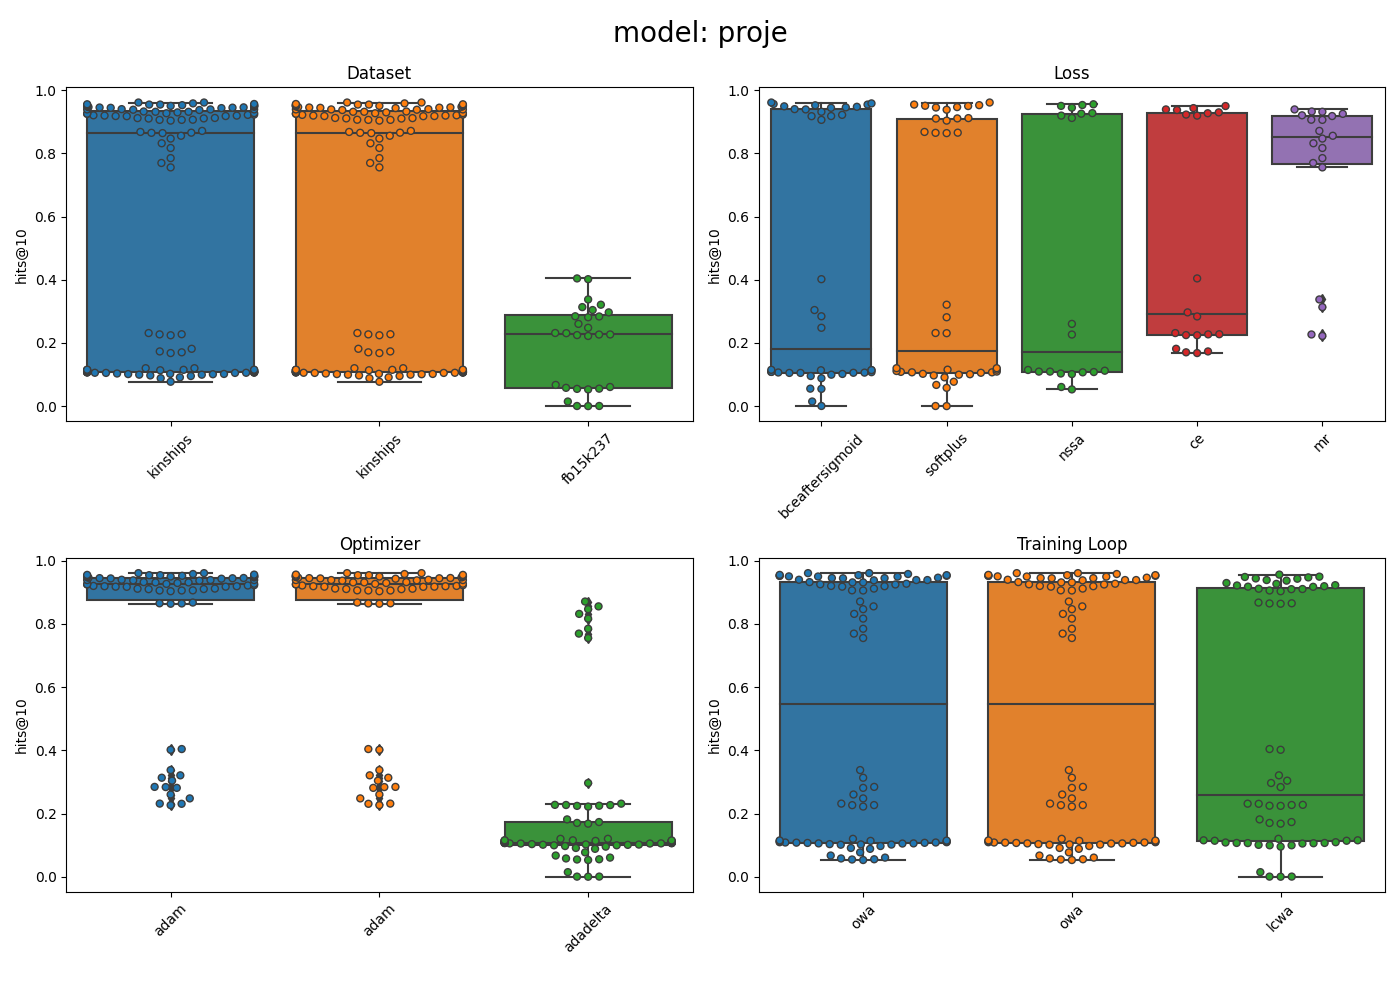 model: proje
Dataset
Loss
hits@10
1.0
0.8
0.6
0.4
0.2
0.0
kinships
kinships
fb15k237
hits@10
1.0
0.8
0.6
0.4
0.2
0.0
bceaftersigmoid
softplus
nssa
ce
mr
Optimizer
Training Loop
hits@10
1.0
0.8
0.6
0.4
0.2
0.0
adam
adam
adadelta
hits@10
1.0
0.8
0.6
0.4
0.2
0.0
owa
owa
lcwa